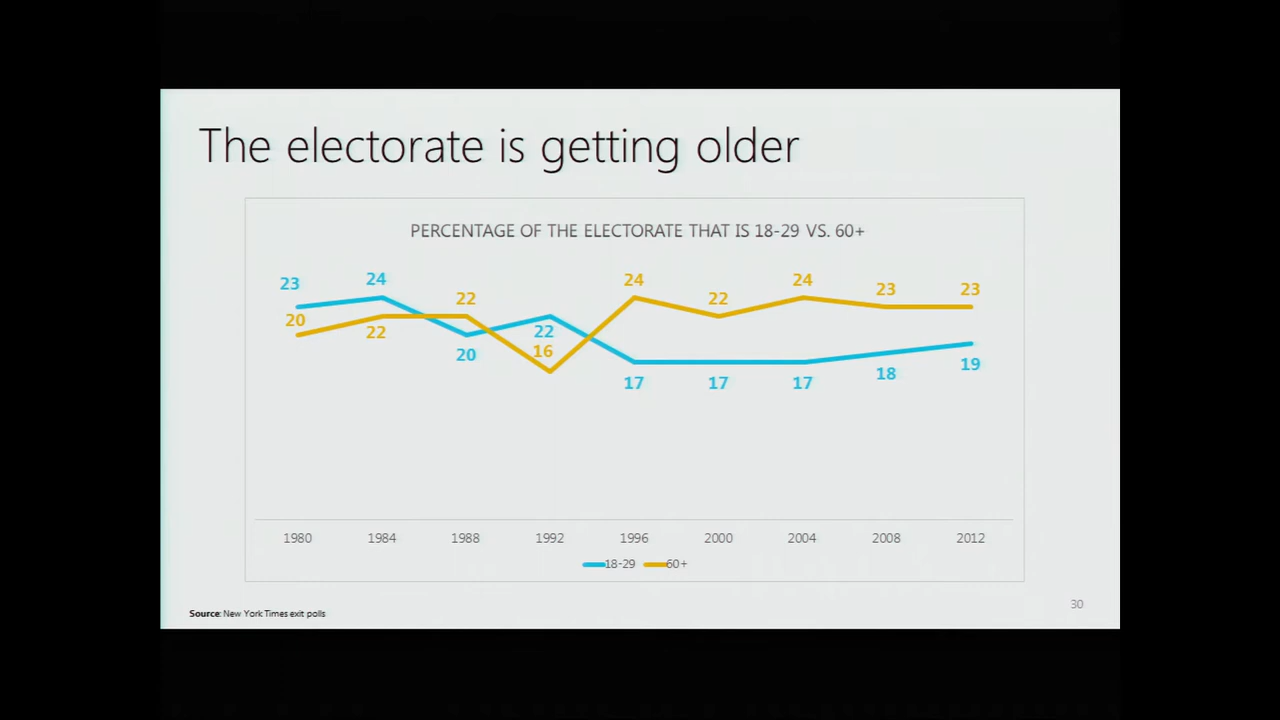 The electorate is getting older
PERCENTAGE OF THE ELECTORATE THAT IS 18-29 VS. 60+
23 24 20 22 17 17 17 18 19
20 22 22 16 24 22 24 23 23
1980 1984 1988 1992 1996 2000 2004 2008 2012
18-29 60+
Source: New York Times exit polls
30